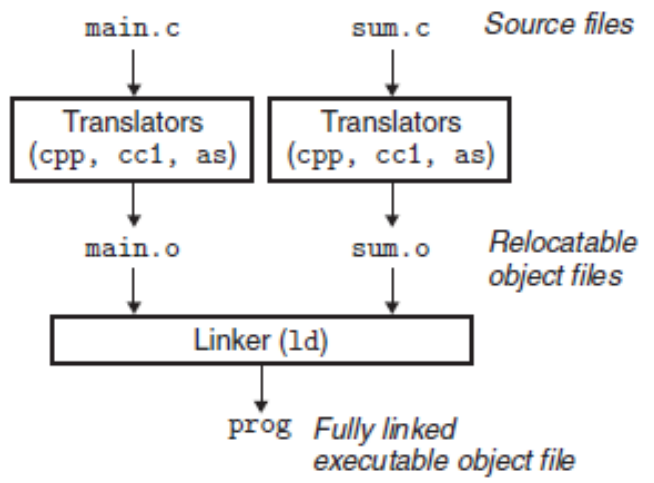 main.c
sum.c
Source files
Translators
(cpp, cc1, as)
Translators
(cpp, cc1, as)
main.o
sum.o
Relocatable
object files
Linker (ld)
prog
Fully linked
executable object file